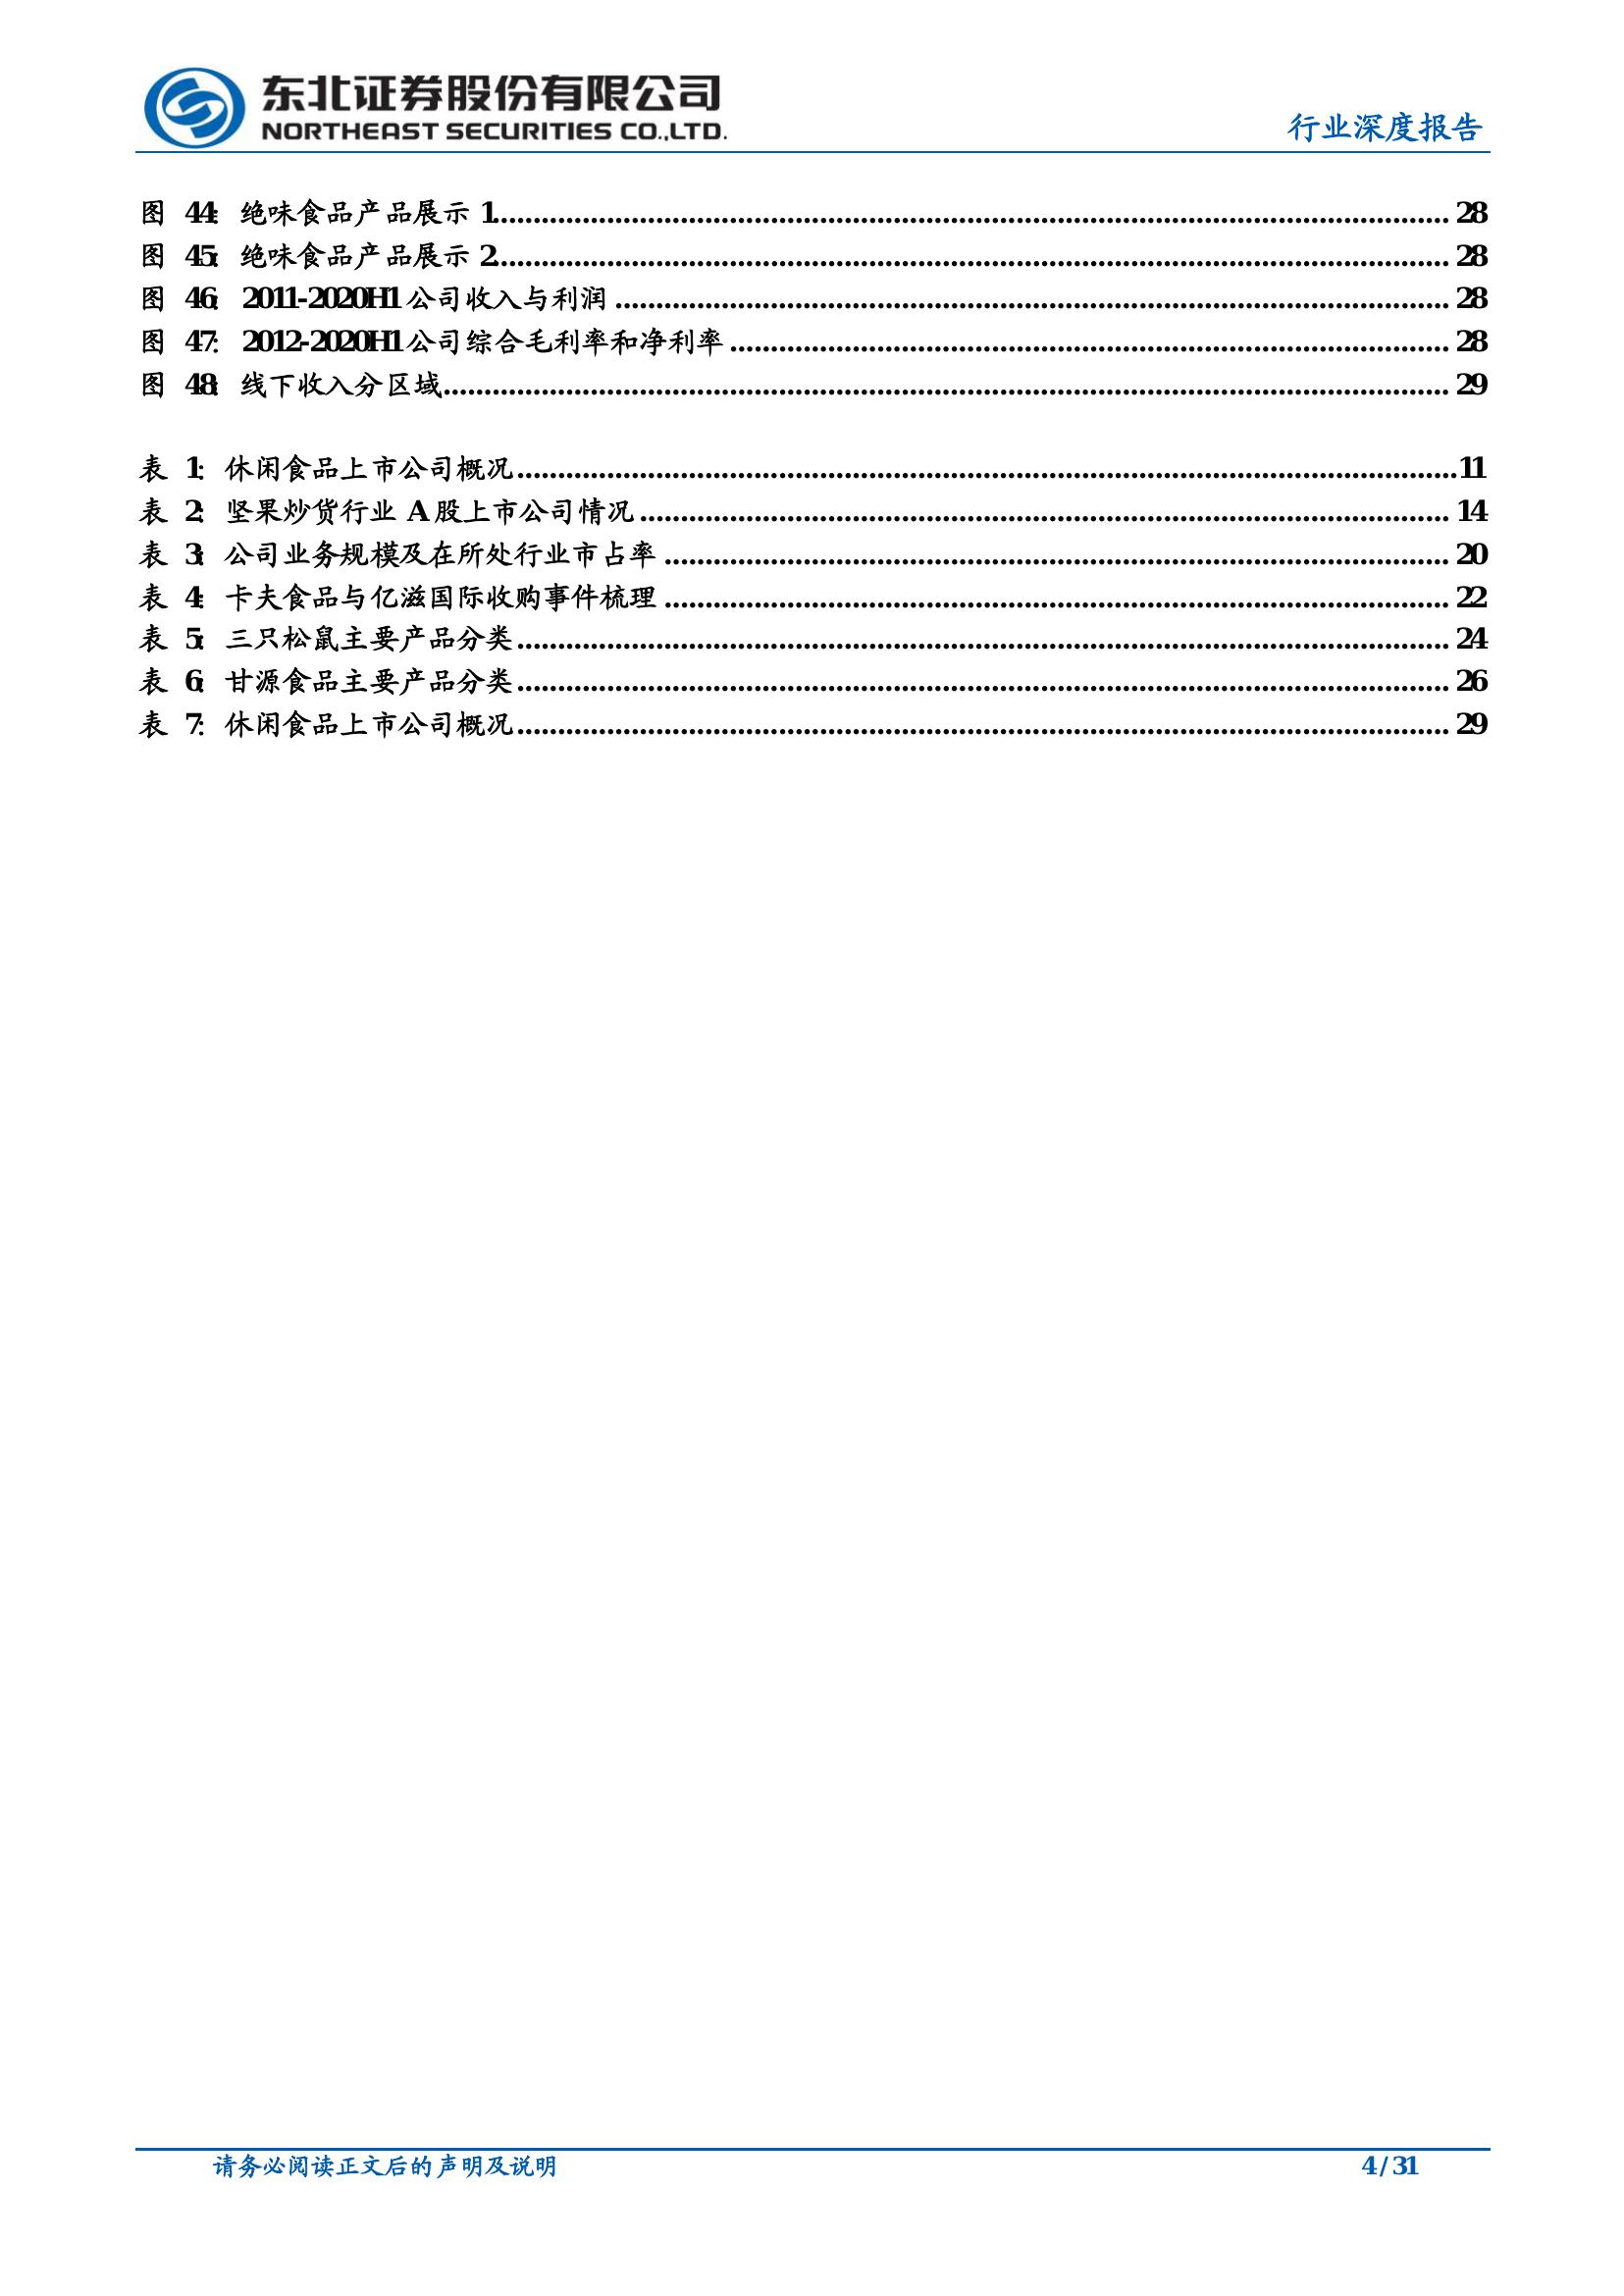 东北证券股份有限公司
NORTHEAST SECURITIES CO.,LTD.
行业深度报告
图 44: 绝味食品产品展示 1........................................ 28
图 45: 绝味食品产品展示 2........................................ 28
图 46: 2011-2020H1 公司收入与利润 ........................................ 28
图 47: 2012-2020H1 公司综合毛利率和净利率 ........................................ 28
图 48: 线下收入分区域........................................ 29
表 1: 休闲食品上市公司概况........................................11
表 2: 坚果炒货行业 A 股上市公司情况 ........................................ 14
表 3: 公司业务规模及在所处行业市占率 ........................................ 20
表 4: 卡夫食品与亿滋国际收购事件梳理 ........................................ 22
表 5: 三只松鼠主要产品分类........................................ 24
表 6: 甘源食品主要产品分类........................................ 26
表 7: 休闲食品上市公司概况........................................ 29
请务必阅读正文后的声明及说明
4 / 31